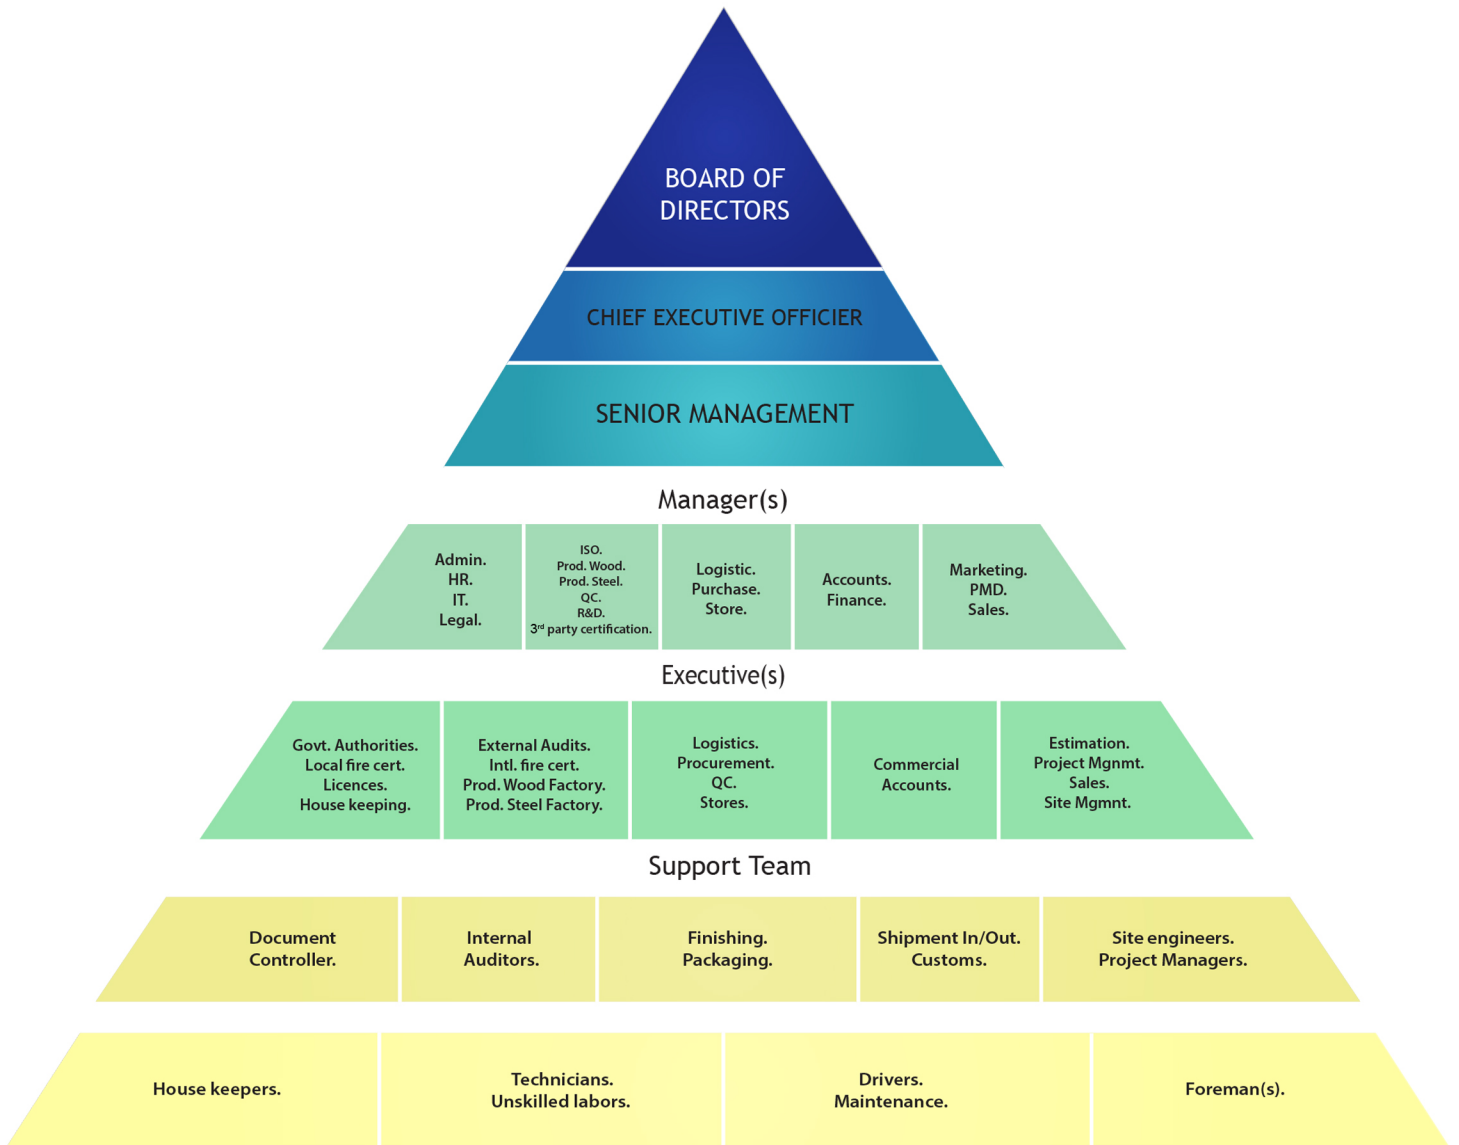 BOARD OF
DIRECTORS
CHIEF EXECUTIVE OFFICIER
SENIOR MANAGEMENT
Manager(s)
Admin.
HR.
IT.
Legal.
ISO.
Prod. Wood.
Prod. Steel.
QC.
R&D.
3rd party certification.
Logistic.
Purchase.
Store.
Accounts.
Finance.
Marketing.
PMD.
Sales.
Executive(s)
Govt. Authorities.
Local fire cert.
Licences.
House keeping.
External Audits.
Intl. fire cert.
Prod. Wood Factory.
Prod. Steel Factory.
Logistics.
Procurement.
QC.
Stores.
Commercial
Accounts.
Estimation.
Project Mgnmt.
Sales.
Site Mgmnt.
Support Team
Document
Controller.
Internal
Auditors.
Finishing.
Packaging.
Shipment In/Out.
Customs.
Site engineers.
Project Managers.
House keepers.
Technicians.
Unskilled labors.
Drivers.
Maintenance.
Foreman(s).